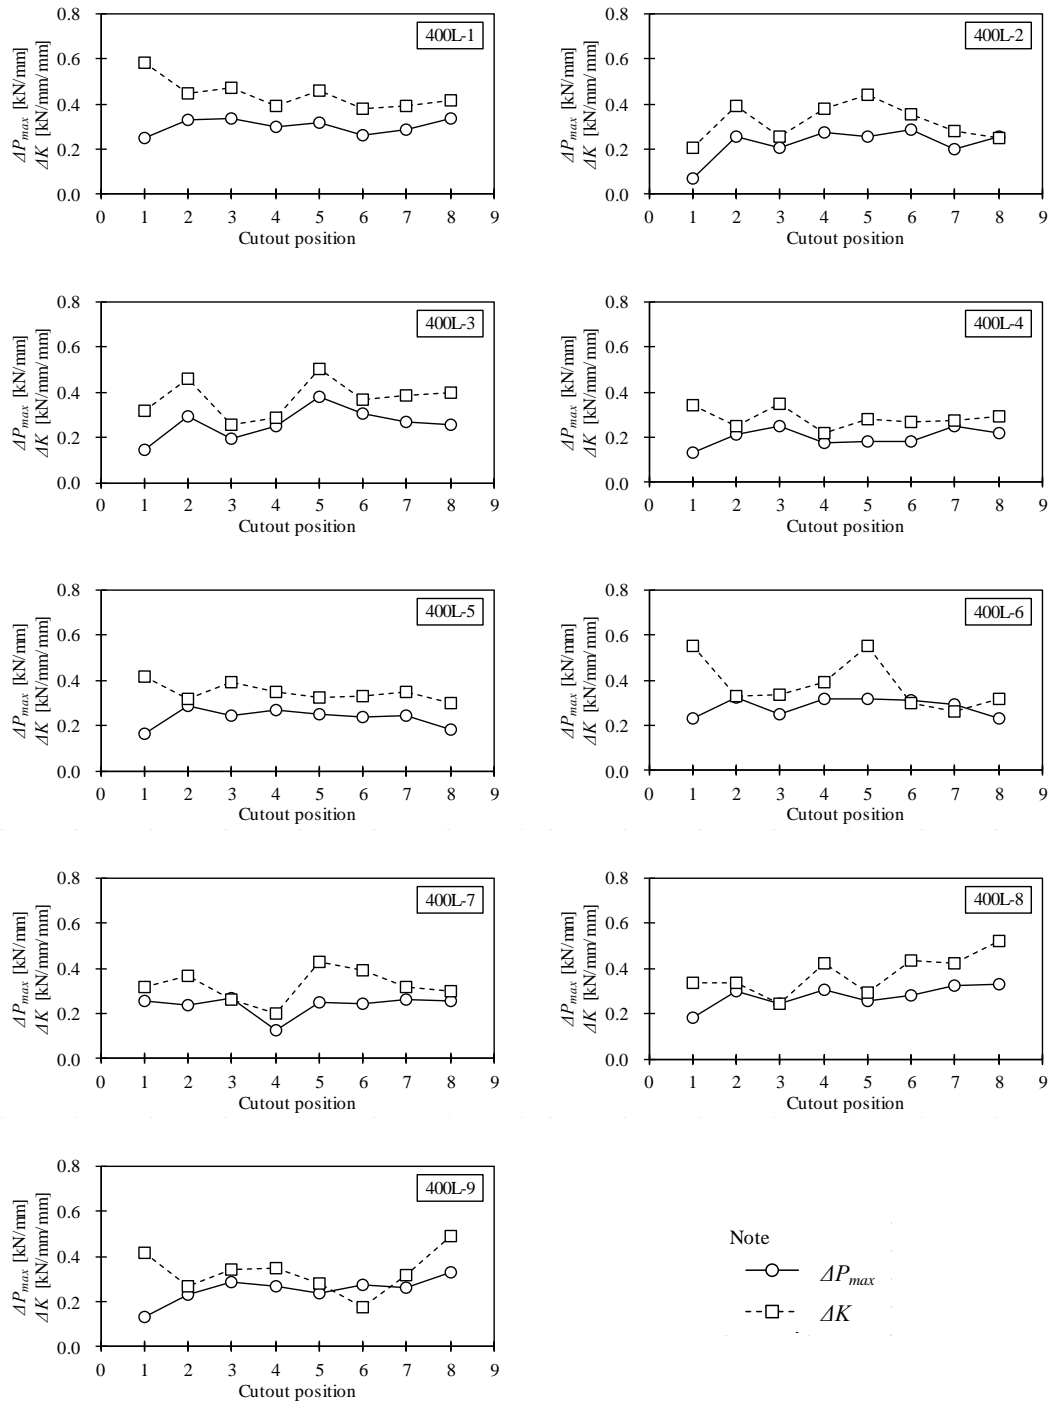 400L-1
ΔPmax [kN/mm]
ΔK [kN/mm/mm]
0.8
0.6
0.4
0.2
0.0
0 1 2 3 4 5 6 7 8 9
Cutout position
400L-2
ΔPmax [kN/mm]
ΔK [kN/mm/mm]
0.8
0.6
0.4
0.2
0.0
0 1 2 3 4 5 6 7 8 9
Cutout position
400L-3
ΔPmax [kN/mm]
ΔK [kN/mm/mm]
0.8
0.6
0.4
0.2
0.0
0 1 2 3 4 5 6 7 8 9
Cutout position
400L-4
ΔPmax [kN/mm]
ΔK [kN/mm/mm]
0.8
0.6
0.4
0.2
0.0
0 1 2 3 4 5 6 7 8 9
Cutout position
400L-5
ΔPmax [kN/mm]
ΔK [kN/mm/mm]
0.8
0.6
0.4
0.2
0.0
0 1 2 3 4 5 6 7 8 9
Cutout position
400L-6
ΔPmax [kN/mm]
ΔK [kN/mm/mm]
0.8
0.6
0.4
0.2
0.0
0 1 2 3 4 5 6 7 8 9
Cutout position
400L-7
ΔPmax [kN/mm]
ΔK [kN/mm/mm]
0.8
0.6
0.4
0.2
0.0
0 1 2 3 4 5 6 7 8 9
Cutout position
400L-8
ΔPmax [kN/mm]
ΔK [kN/mm/mm]
0.8
0.6
0.4
0.2
0.0
0 1 2 3 4 5 6 7 8 9
Cutout position
400L-9
ΔPmax [kN/mm]
ΔK [kN/mm/mm]
0.8
0.6
0.4
0.2
0.0
0 1 2 3 4 5 6 7 8 9
Cutout position
Note
ΔPmax
ΔK